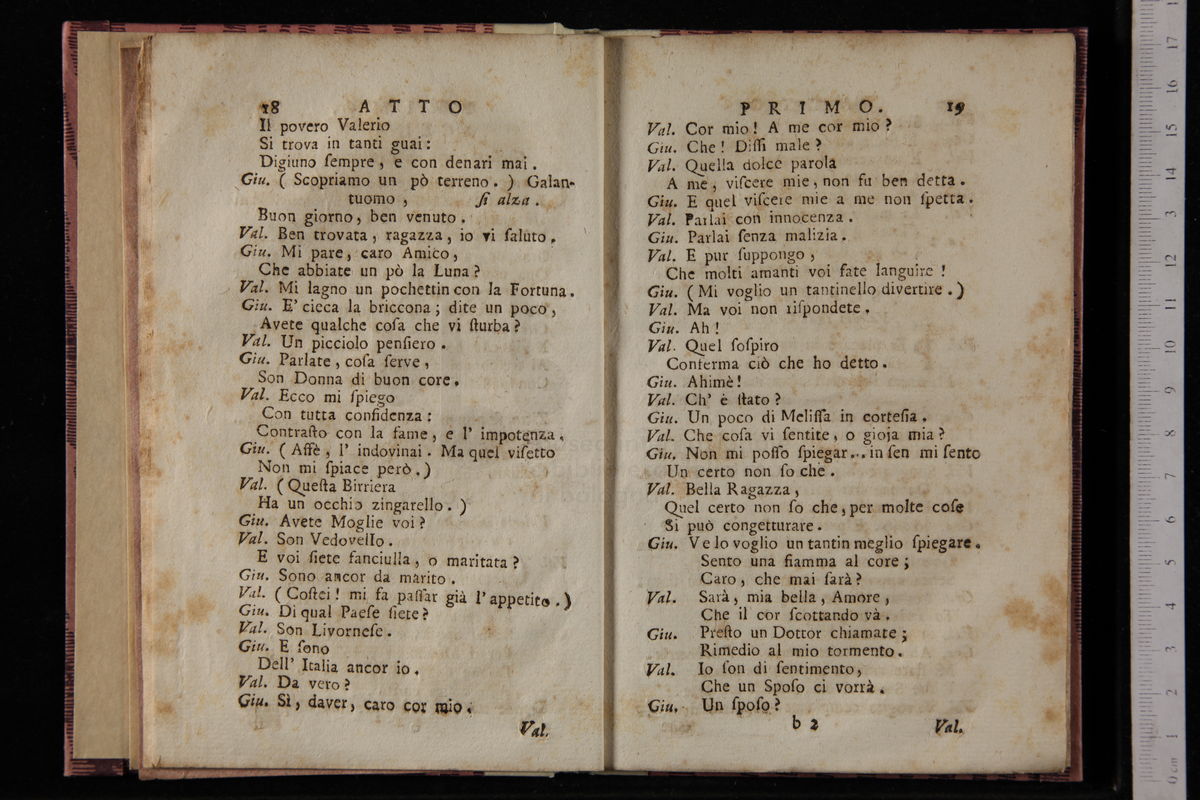 18 ATTO
Il povero Valerio
Si trova in tanti guai:
Digiuno ſempre, e con denari mai.
Giu. ( Scopriamo un pò terreno. ) Galan-
tuomo, ſi alza.
Buon giorno, ben venuto.
Val. Ben trovata, ragazza, io vi ſaluto.
Giu. Mi pare, caro Amico,
Che abbiate un pò la Luna?
Val. Mi lagno un pochettin con la Fortuna.
Giu. E' cieca la briccona; dite un poco,
Avete qualche coſa che vi ſturba?
Val. Un picciolo penſiero.
Giu. Parlate, coſa ſerve,
Son Donna di buon core.
Val. Ecco mi ſpiego
Con tutta confidenza:
Contraſto con la fame, e l' impotenza.
Giu. ( Affè, l' indovinai. Ma quel viſetto
Non mi ſpiace però.)
Val. (Queſta Birriera
Ha un occhio zingarello. )
Giu. Avete Moglie voi?
Val. Son Vedovello.
E voi ſiete fanciulla, o maritata?
Giu. Sono ancor da marito.
Val. ( Coſtei! mi fa paſſar già l'appetito.)
Giu. Di qual Paeſe ſiete?
Val. Son Livorneſe.
Giu. E ſono
Dell' Italia ancor io.
Val. Da vero?
Giu. Sì, daver, caro cor mio.
Val.
PRIMO. 19
Val. Cor mio! A me cor mio?
Giu. Che! Diſſi male?
Val. Quella dolce parola
A me, viſcere mie, non fu ben detta.
Giu. E quel viſcere mie a me non ſpetta.
Val. Parlai con innocenza.
Giu. Parlai ſenza malizia.
Val. E pur ſuppongo,
Che molti amanti voi fate languire!
Giu. (Mi voglio un tantinello divertire.)
Val. Ma voi non riſpondete.
Giu. Ah!
Val. Quel ſoſpiro
Conferma ciò che ho detto.
Giu. Ahimè!
Val. Ch' è ſtato?
Giu. Un poco di Meliſſa in corteſia.
Val. Che coſa vi ſentite, o gioja mia?
Giu. Non mi poſſo ſpiegar... in ſen mi ſento
Un certo non ſo che.
Val. Bella Ragazza,
Quel certo non ſo che, per molte coſe
Si può congetturare.
Giu. Ve lo voglio un tantin meglio ſpiegare.
Sento una fiamma al core;
Caro, che mai ſarà?
Val. Sarà, mia bella, Amore,
Che il cor ſcottando và.
Giu. Preſto un Dottor chiamate;
Rimedio al mio tormento.
Val. Io ſon di ſentimento,
Che un Spoſo ci vorrà.
Giu. Un ſpoſo?
b 2 Val.